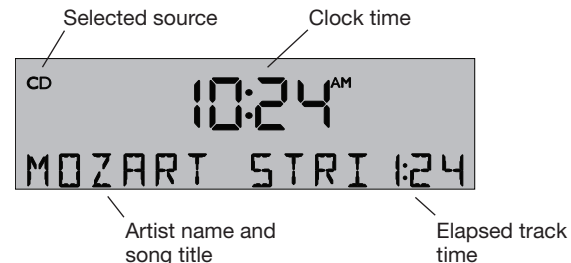 Selected source
Clock time
CD
10:24 AM
MOZART STRI 1:24
Artist name and
song title
Elapsed track
time